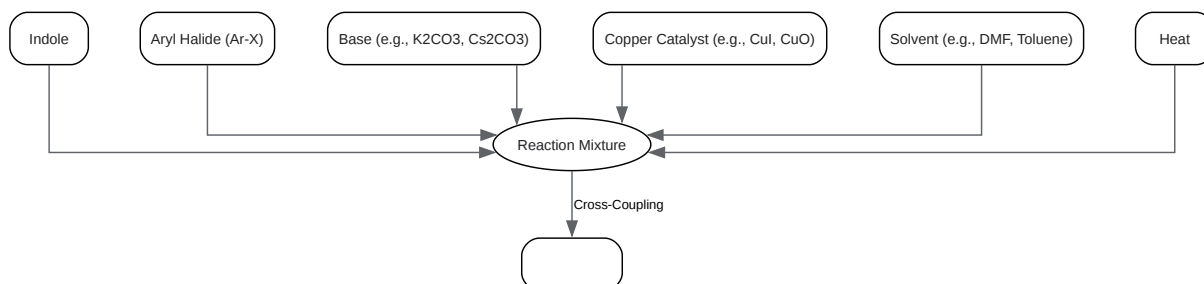 Indole
Aryl Halide (Ar-X)
Base (e.g., K2CO3, Cs2CO3)
Copper Catalyst (e.g., CuI, CuO)
Solvent (e.g., DMF, Toluene)
Heat
Reaction Mixture
Cross-Coupling